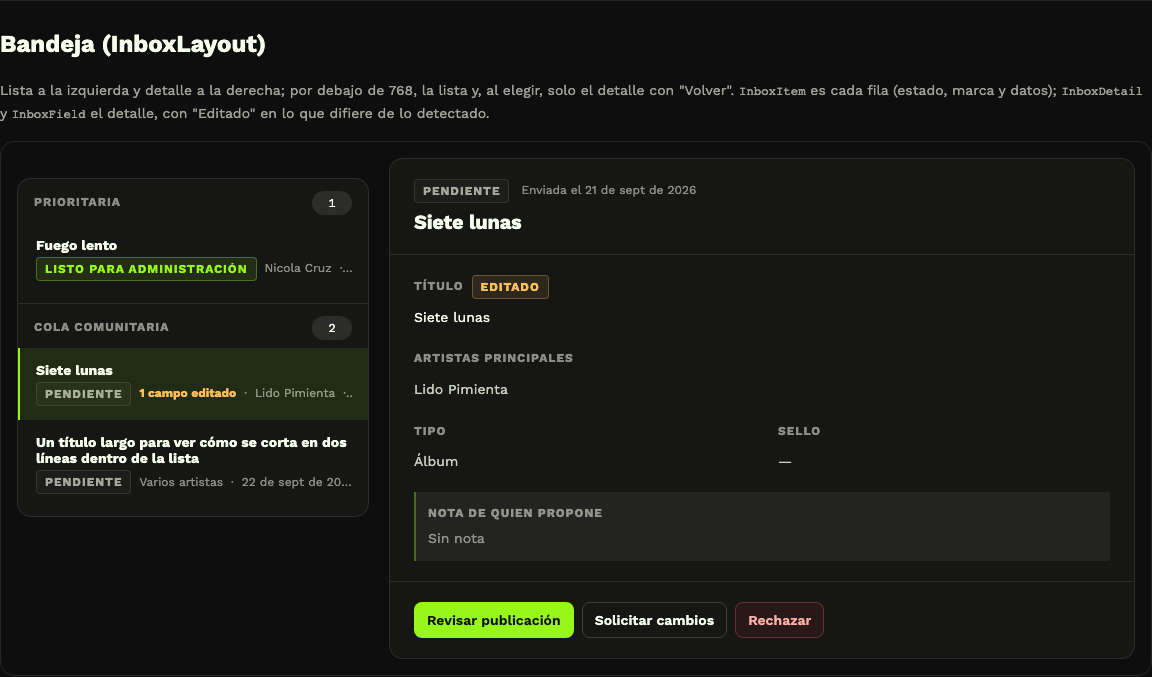 Bandeja (InboxLayout)
Lista a la izquierda y detalle a la derecha; por debajo de 768, la lista y, al elegir, solo el detalle con "Volver". InboxItem es cada fila (estado, marca y datos); InboxDetail
y InboxField el detalle, con "Editado" en lo que difiere de lo detectado.
PRIORITARIA 1
Fuego lento
LISTO PARA ADMINISTRACIÓN Nicola Cruz ·...
COLA COMUNITARIA 2
Siete lunas
PENDIENTE 1 campo editado · Lido Pimienta ·..
Un título largo para ver cómo se corta en dos
líneas dentro de la lista
PENDIENTE Varios artistas · 22 de sept de 20...
PENDIENTE Enviada el 21 de sept de 2026
Siete lunas
TÍTULO EDITADO
Siete lunas
ARTISTAS PRINCIPALES
Lido Pimienta
TIPO SELLO
Álbum —
NOTA DE QUIEN PROPONE
Sin nota
Revisar publicación Solicitar cambios Rechazar